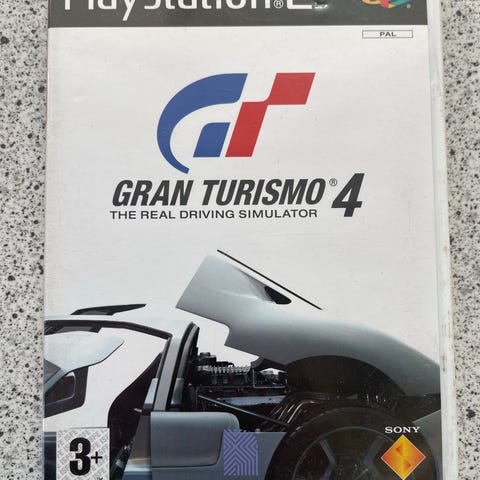 PlayStation®2
PAL
GRAN TURISMO® 4
THE REAL DRIVING SIMULATOR
3+
SONY